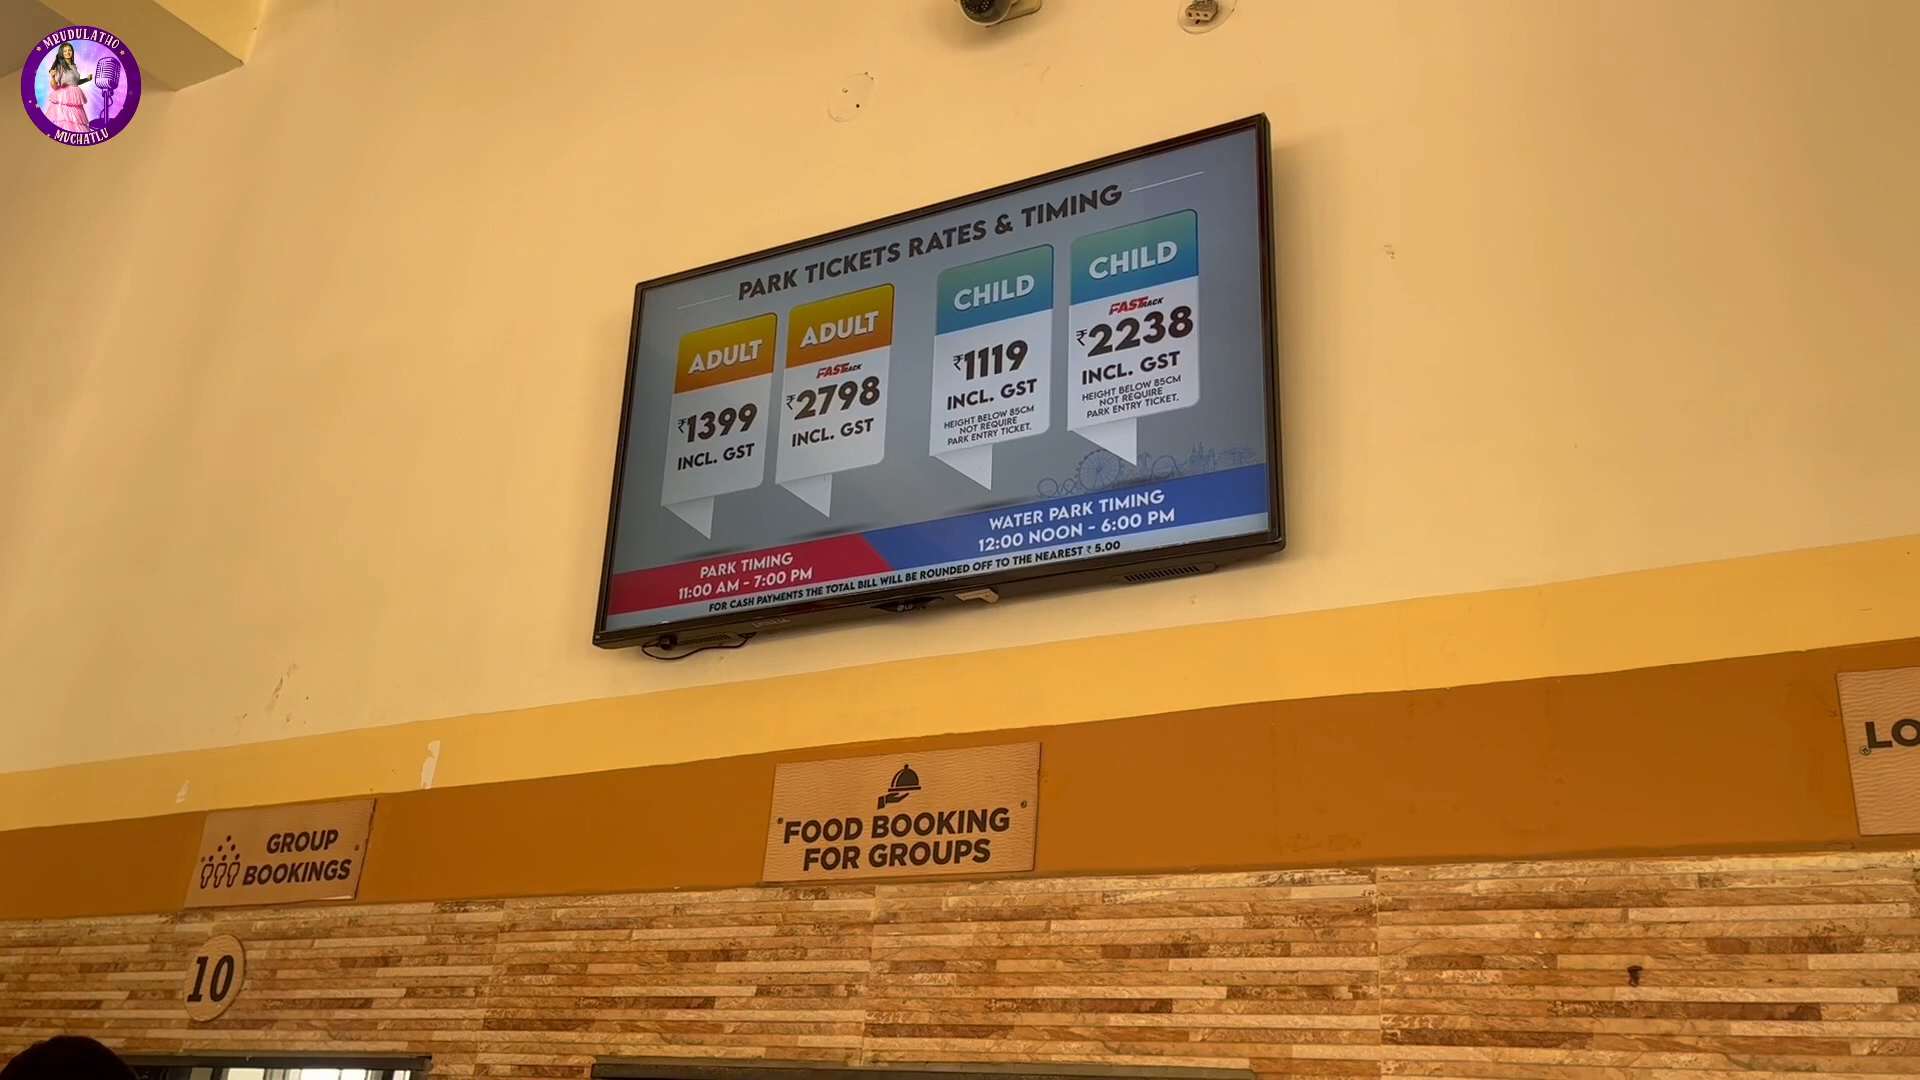 MPUDULATHO
MUCHATLU
PARK TICKETS RATES & TIMING
ADULT
₹1399
INCL. GST
ADULT
FASTRACK
₹2798
INCL. GST
CHILD
₹1119
INCL. GST
HEIGHT BELOW 85CM
NOT REQUIRE
PARK ENTRY TICKET.
CHILD
FASTRACK
₹2238
INCL. GST
HEIGHT BELOW 85CM
NOT REQUIRE
PARK ENTRY TICKET.
PARK TIMING
11:00 AM - 7:00 PM
WATER PARK TIMING
12:00 NOON - 6:00 PM
FOR CASH PAYMENTS THE TOTAL BILL WILL BE ROUNDED OFF TO THE NEAREST ₹ 5.00
LG
GROUP
BOOKINGS
FOOD BOOKING
FOR GROUPS
LO
10